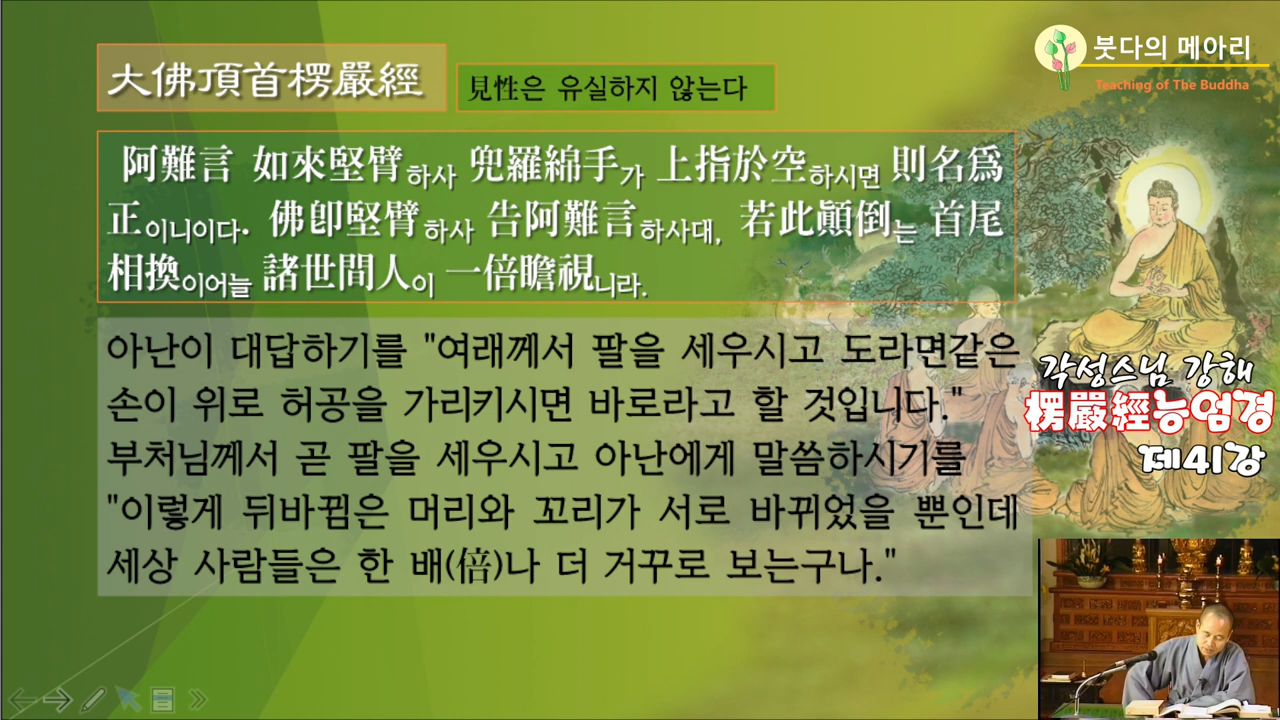 大佛頂首楞嚴經
見性은 유실하지 않는다
붓다의 메아리
Teaching of The Buddha
阿難言 如來堅臂하사 兜羅綿手가 上指於空하시면 則名爲
正이니이다. 佛卽堅臂하사 告阿難言하사대, 若此顚倒는 首尾
相換이어늘 諸世間人이 一倍瞻視니라.
아난이 대답하기를 "여래께서 팔을 세우시고 도라면같은
손이 위로 허공을 가리키시면 바로라고 할 것입니다."
부처님께서 곧 팔을 세우시고 아난에게 말씀하시기를
"이렇게 뒤바뀜은 머리와 꼬리가 서로 바뀌었을 뿐인데
세상 사람들은 한 배(倍)나 더 거꾸로 보는구나."
각성스님 강해
楞嚴經능엄경
제41강